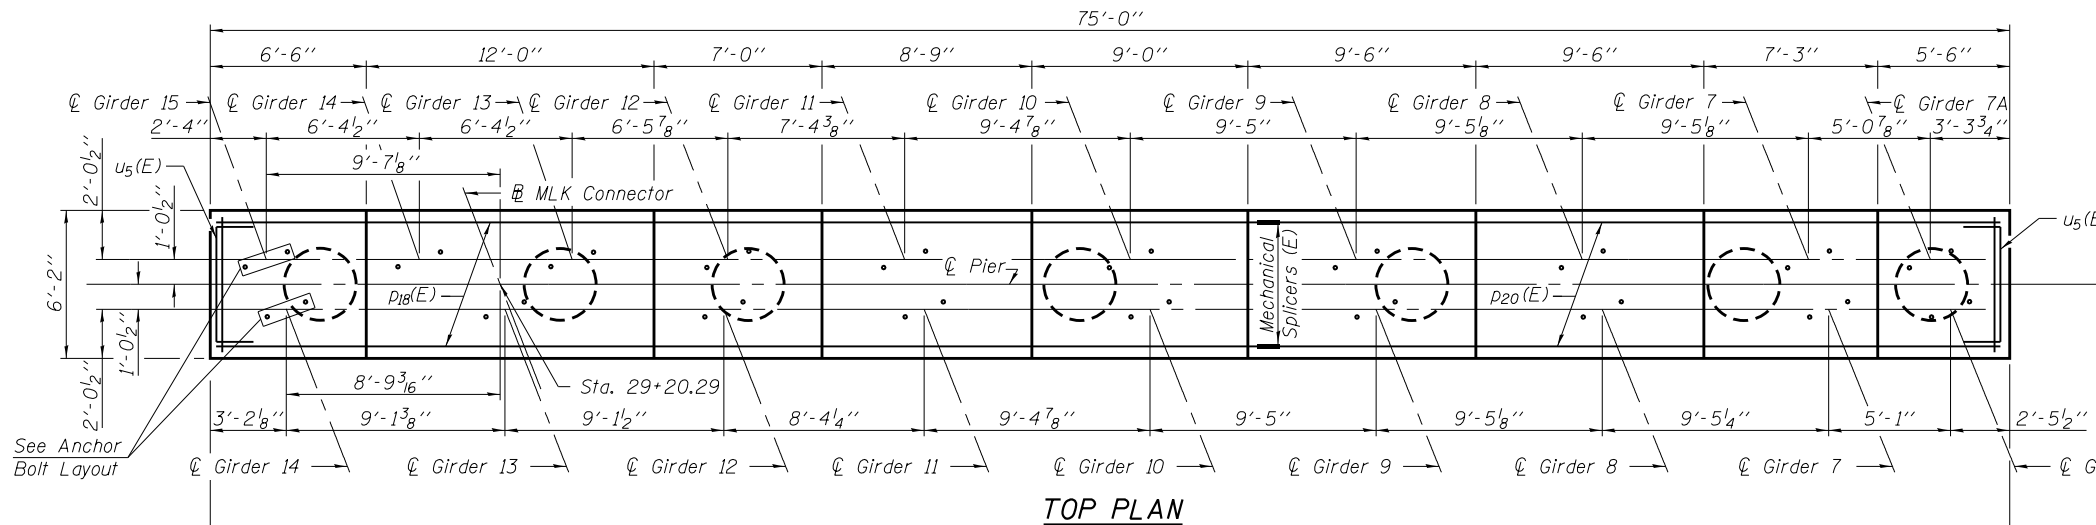 75'-0"
6'-6" 12'-0" 7'-0" 8'-9" 9'-0" 9'-6" 9'-6" 7'-3" 5'-6"
℄ Girder 15 ℄ Girder 14 ℄ Girder 13 ℄ Girder 12 ℄ Girder 11 ℄ Girder 10 ℄ Girder 9 ℄ Girder 8 ℄ Girder 7 ℄ Girder 7A
2'-4" 6'-4½" 6'-4½" 6'-5⅞" 7'-4⅜" 9'-4⅞" 9'-5" 9'-5⅛" 9'-5⅛" 5'-0⅞" 3'-3¾"
9'-7⅛"
u5(E)
MLK Connector
2'-0½"
1'-0½"
6'-2"
1'-0½"
2'-0½"
p18(E)
℄ Pier
Mechanical
Splicers (E)
p20(E)
u5(E
8'-9 3/16"
Sta. 29+20.29
3'-2⅛" 9'-1⅜" 9'-1½" 8'-4¼" 9'-4⅞" 9'-5" 9'-5⅛" 9'-5¼" 5'-1" 2'-5½"
See Anchor
Bolt Layout
℄ Girder 14 ℄ Girder 13 ℄ Girder 12 ℄ Girder 11 ℄ Girder 10 ℄ Girder 9 ℄ Girder 8 ℄ Girder 7 ℄ G
TOP PLAN